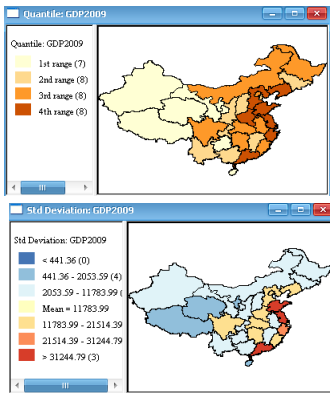 Quantile: GDP2009
Quantile: GDP2009
1st range (7)
2nd range (8)
3rd range (8)
4th range (8)
Std Deviation: GDP2009
Std Deviation: GDP2009
< 441.36 (0)
441.36 - 2053.59 (4)
2053.59 - 11783.99 (
Mean = 11783.99
11783.99 - 21514.39
21514.39 - 31244.79
> 31244.79 (3)